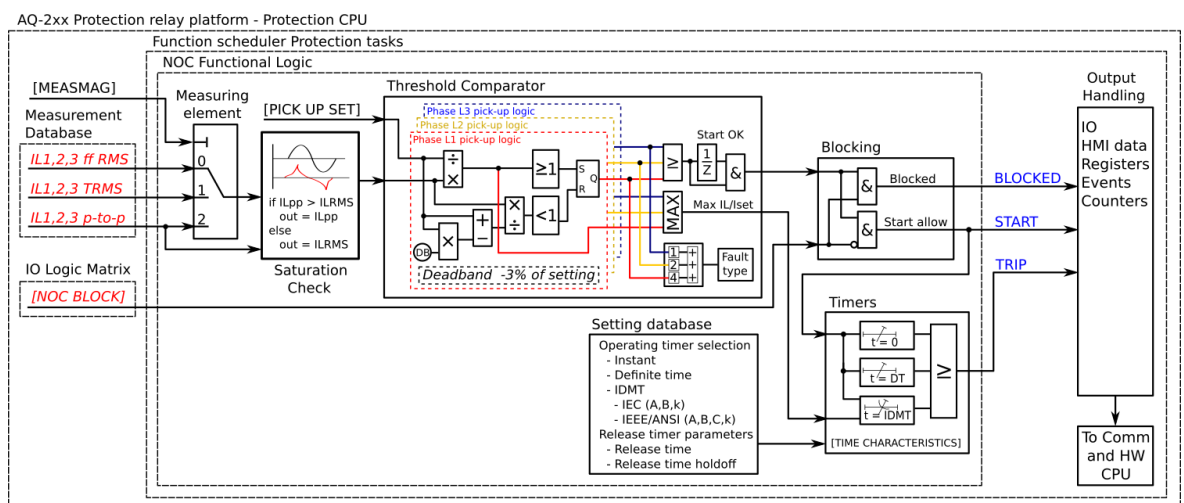 AQ-2xx Protection relay platform - Protection CPU
Function scheduler Protection tasks
NOC Functional Logic
[MEASMAG]
Measurement
Database
IL1,2,3 ff RMS
IL1,2,3 TRMS
IL1,2,3 p-to-p
IO Logic Matrix
[NOC BLOCK]
Measuring
element
0
1
2
[PICK UP SET]
if ILpp > ILRMS
out = ILpp
else
out = ILRMS
Saturation
Check
Threshold Comparator
Phase L3 pick-up logic
Phase L2 pick-up logic
Phase L1 pick-up logic
÷
×
≥1
S
Q
R
+
−
×
÷
<1
DB
×
Deadband -3% of setting
≥
Start OK
1
Z
&
MAX
Max IL/Iset
1 +
2 +
4 +
Fault
type
Blocking
&
Blocked
&
Start allow
BLOCKED
START
TRIP
Timers
t = 0
t = DT
t = IDMT
≥
[TIME CHARACTERISTICS]
Setting database
Operating timer selection
- Instant
- Definite time
- IDMT
- IEC (A,B,k)
- IEEE/ANSI (A,B,C,k)
Release timer parameters
- Release time
- Release time holdoff
Output
Handling
IO
HMI data
Registers
Events
Counters
To Comm
and HW
CPU